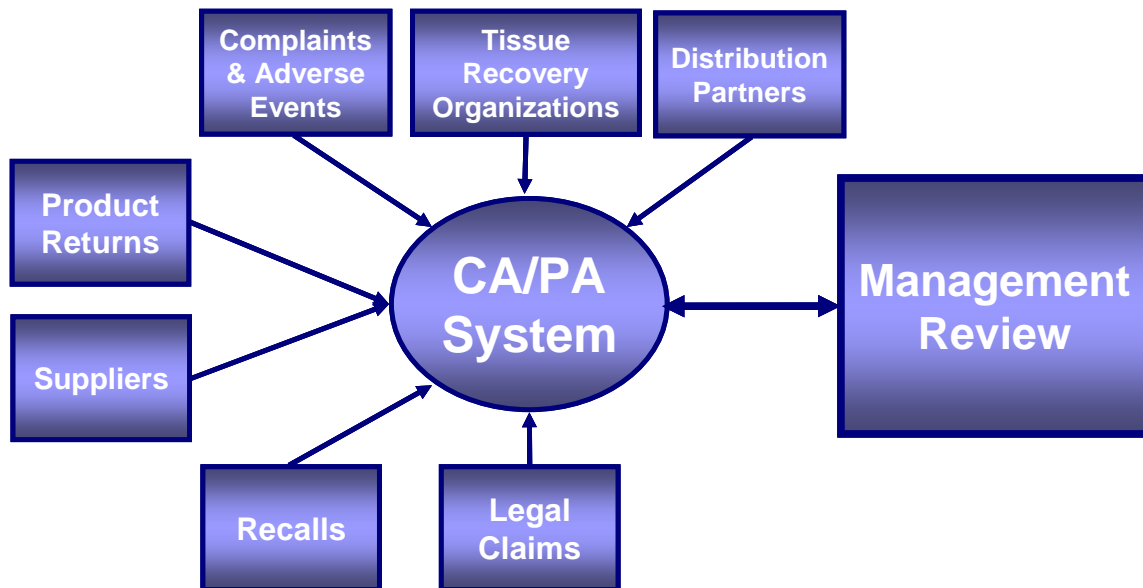 Complaints
& Adverse
Events
Tissue
Recovery
Organizations
Distribution
Partners
Product
Returns
CA/PA
System
Management
Review
Suppliers
Recalls
Legal
Claims